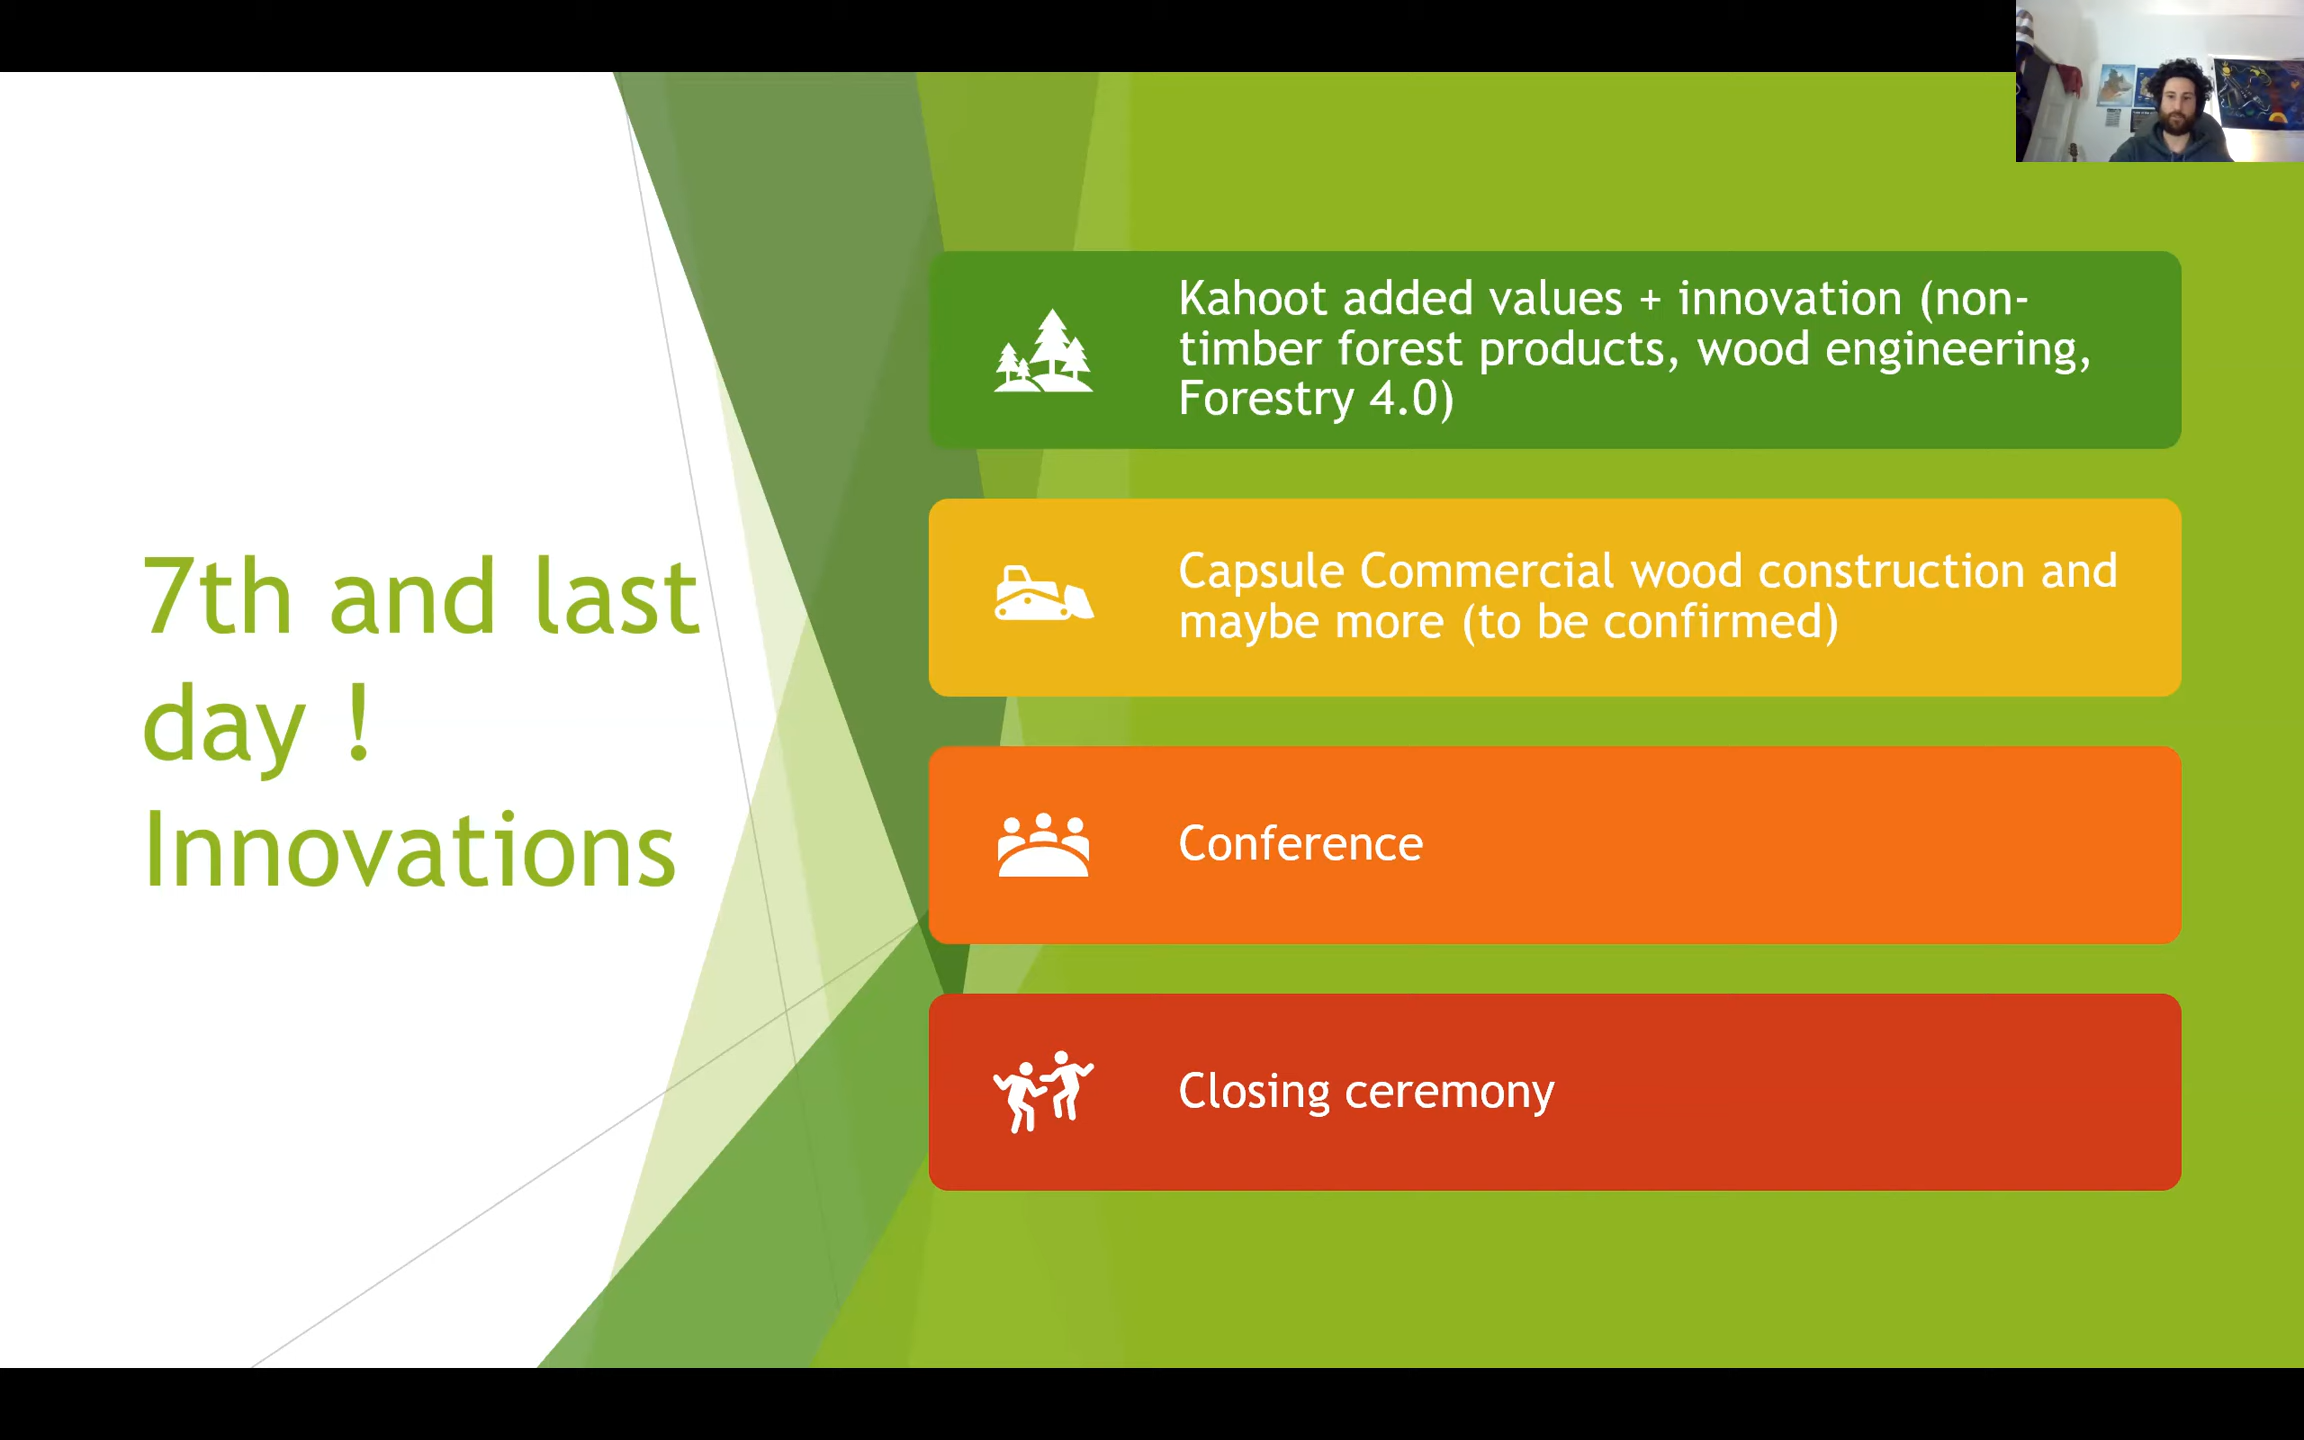 7th and last
day !
Innovations
Kahoot added values + innovation (non-
timber forest products, wood engineering,
Forestry 4.0)
Capsule Commercial wood construction and
maybe more (to be confirmed)
Conference
Closing ceremony